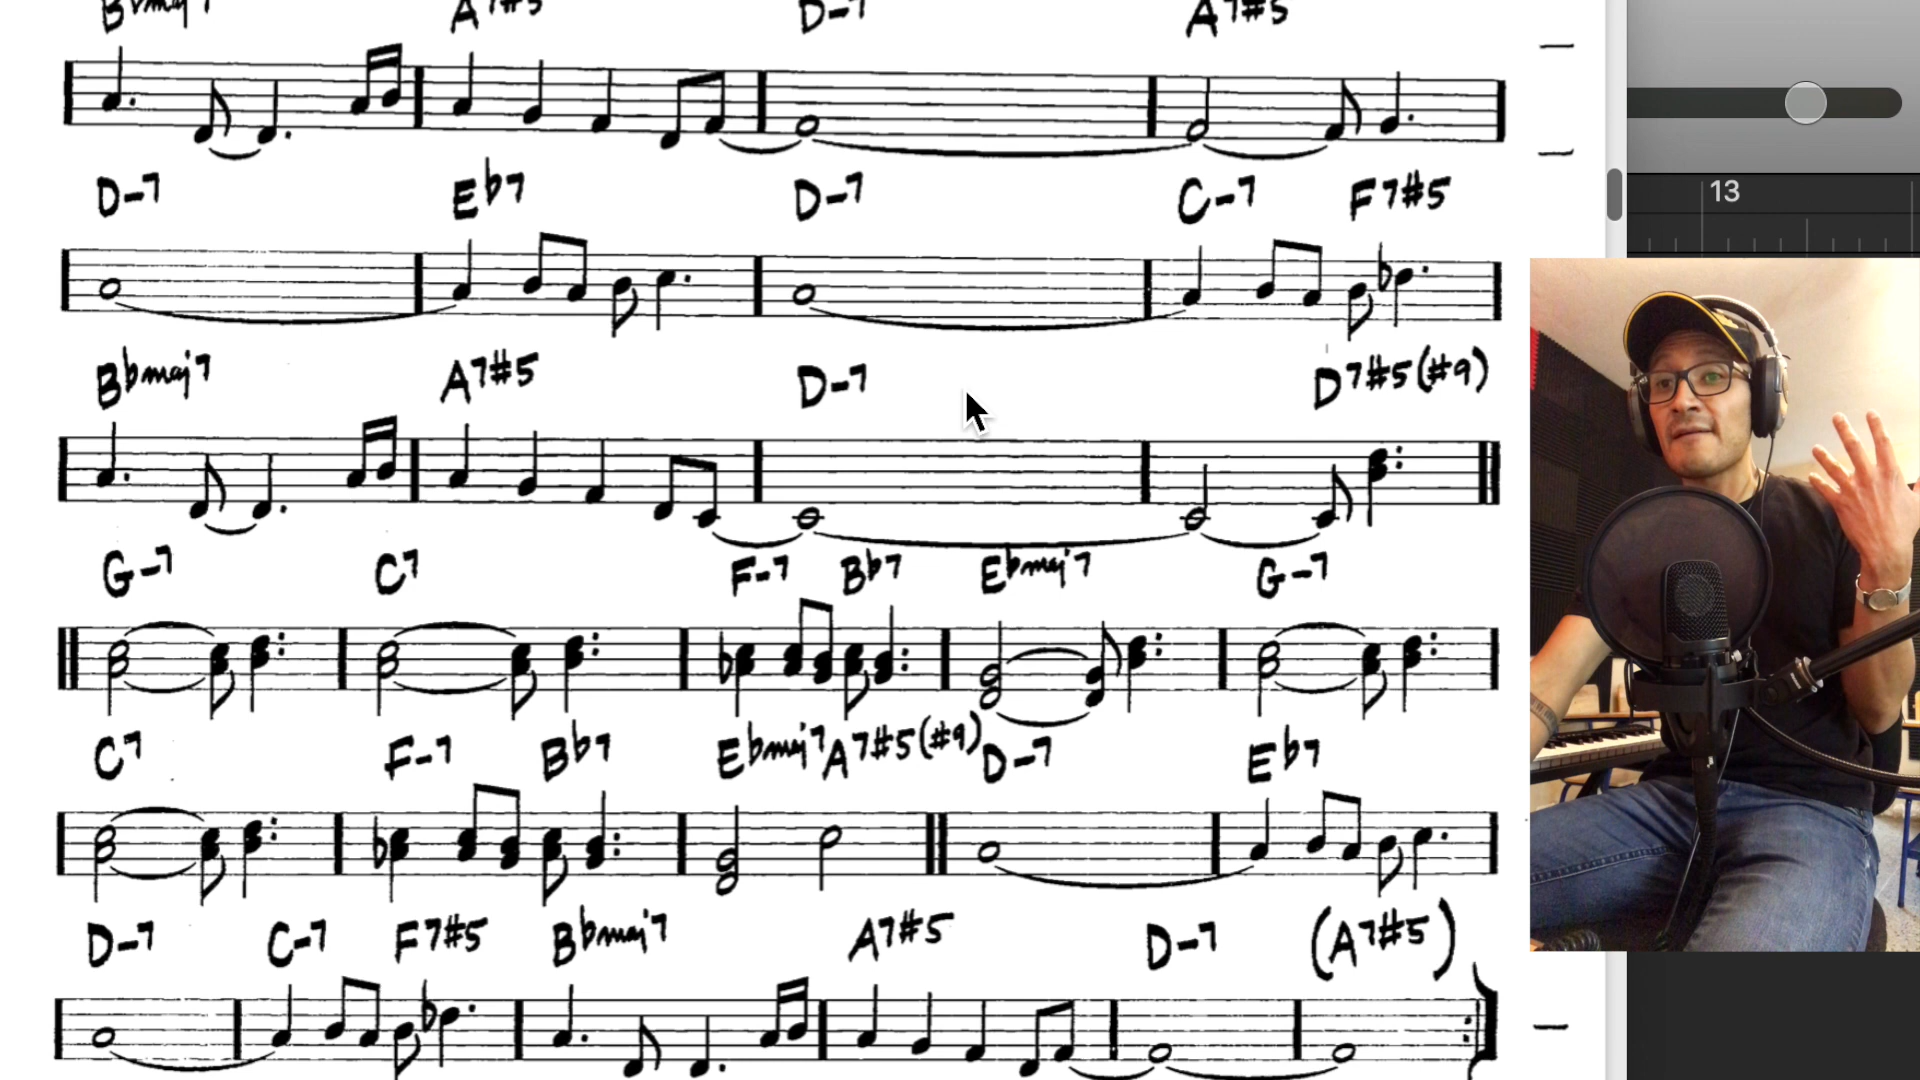 Bbmaj7 A7#5 D-7 A7#5
D-7 Eb7 D-7 C-7 F7#5
13
Bbmaj7 A7#5 D-7 D7#5(#9)
G-7 C7 F-7 Bb7 Ebmaj7 G-7
C7 F-7 Bb7 Ebmaj7 A7#5(#9) D-7 Eb7
D-7 C-7 F7#5 Bbmaj7 A7#5 D-7 (A7#5)